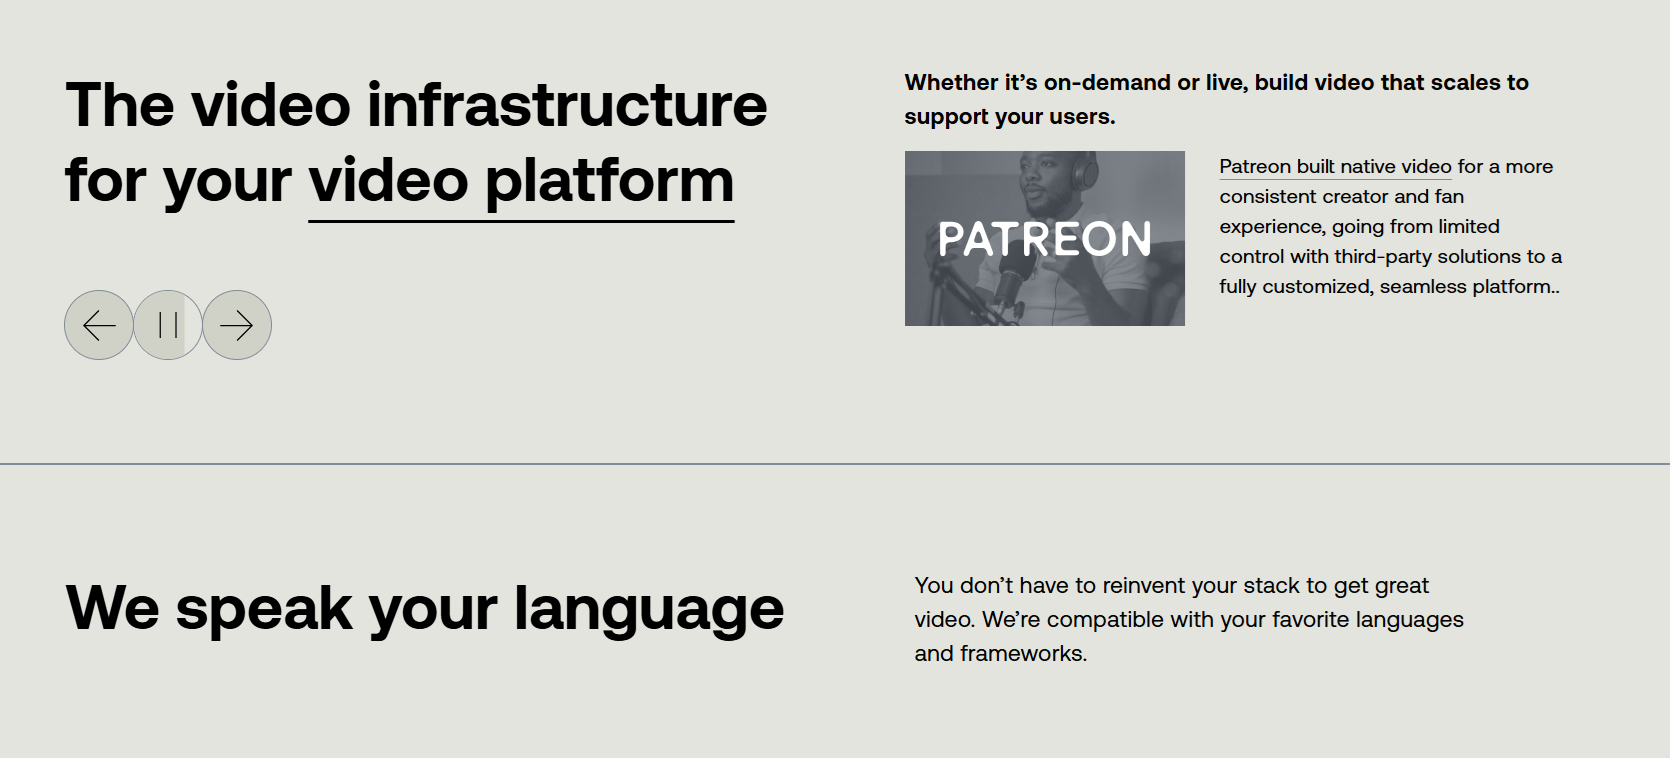 The video infrastructure
for your video platform
Whether it’s on-demand or live, build video that scales to
support your users.
PATREON
Patreon built native video for a more
consistent creator and fan
experience, going from limited
control with third-party solutions to a
fully customized, seamless platform..
We speak your language
You don’t have to reinvent your stack to get great
video. We’re compatible with your favorite languages
and frameworks.